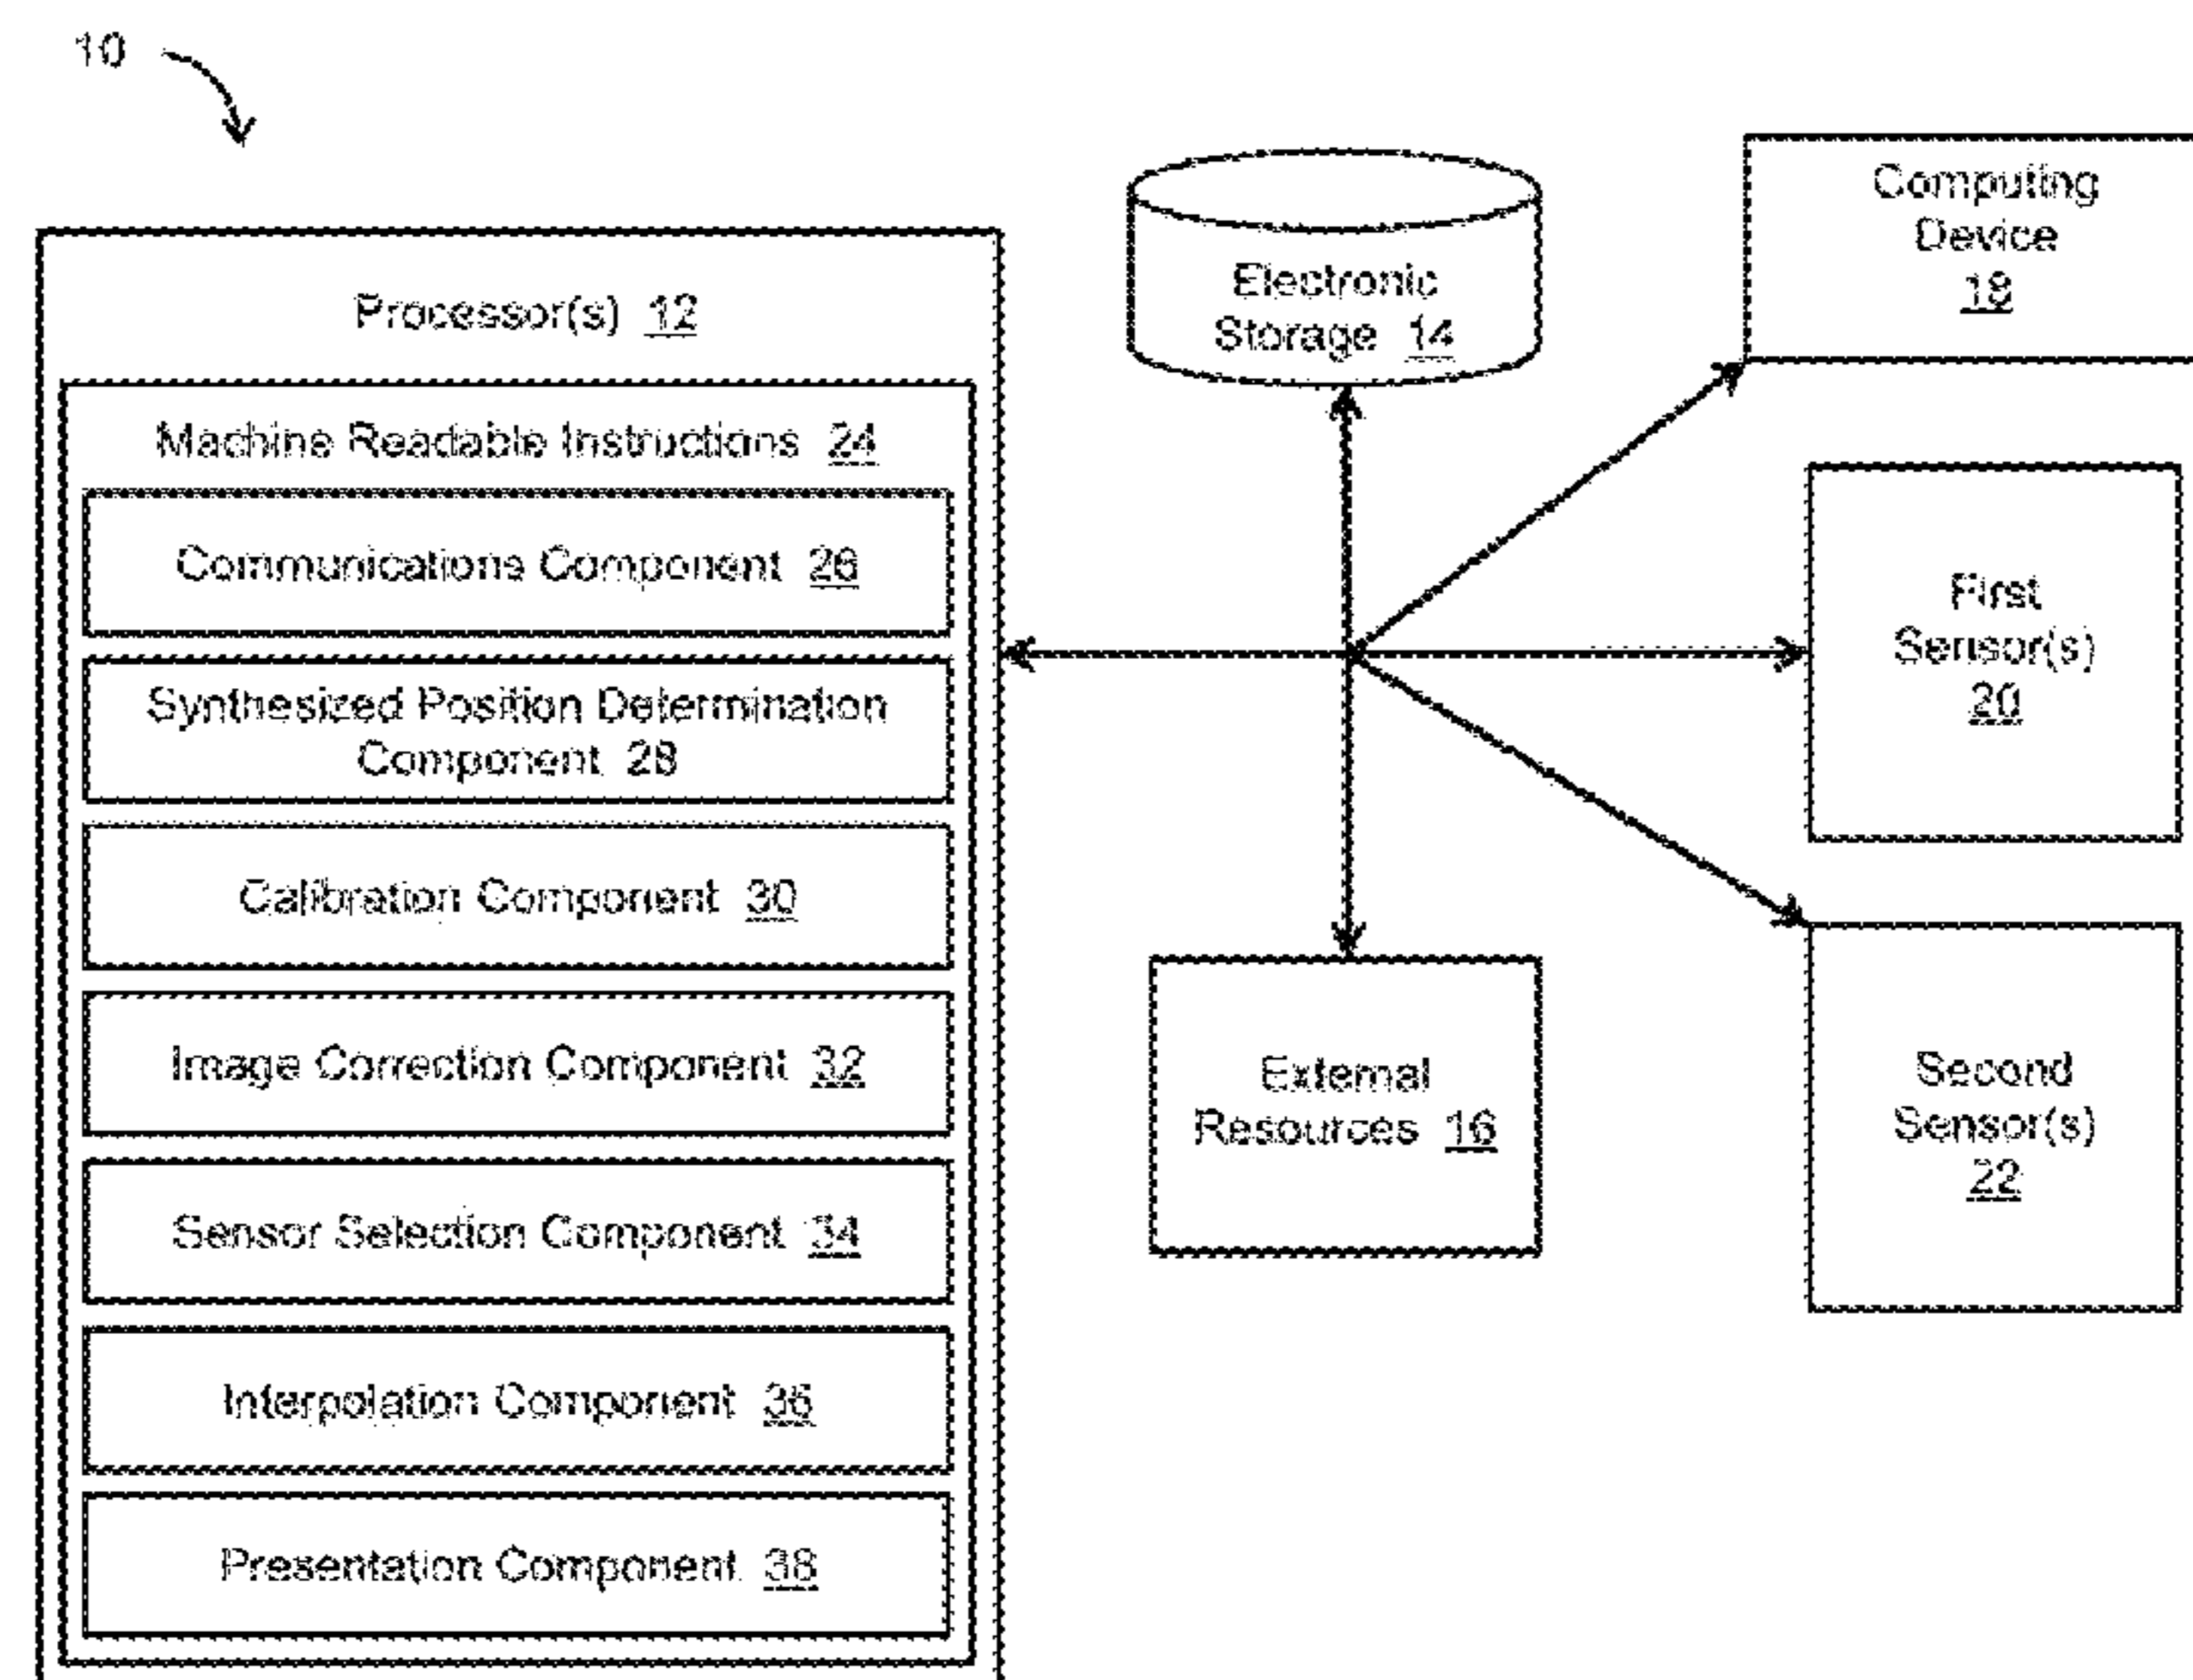 10
Processor(s) 12
Machine Readable Instructions 24
Communications Component 26
Synthesized Position Determination
Component 28
Calibration Component 30
Image Correction Component 32
Sensor Selection Component 34
Interpolation Component 36
Presentation Component 38
Electronic
Storage 14
External
Resources 16
Computing
Device
18
First
Sensor(s)
20
Second
Sensor(s)
22